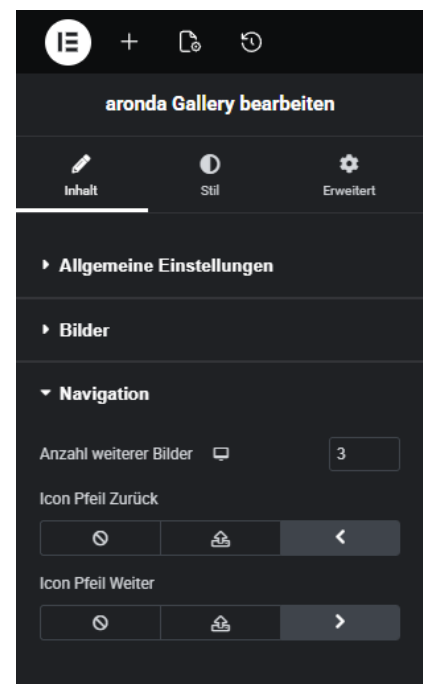 aronda Gallery bearbeiten
Inhalt
Stil
Erweitert
Allgemeine Einstellungen
Bilder
Navigation
Anzahl weiterer Bilder
3
Icon Pfeil Zurück
Icon Pfeil Weiter